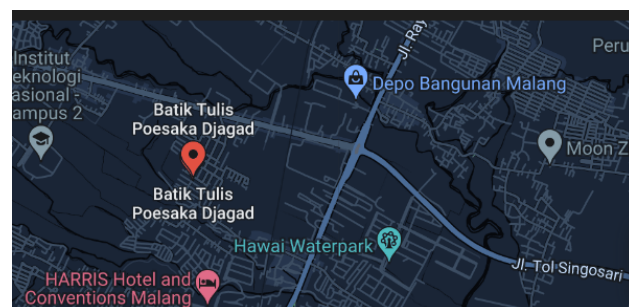 Institut
eknologi
asional -
ampus 2
Batik Tulis
Poesaka Djagad
Batik Tulis
Poesaka Djagad
Jl. Ray
Depo Bangunan Malang
Peru
Moon Z
Hawai Waterpark
Jl. Tol Singosari
HARRIS Hotel and
Conventions Malang